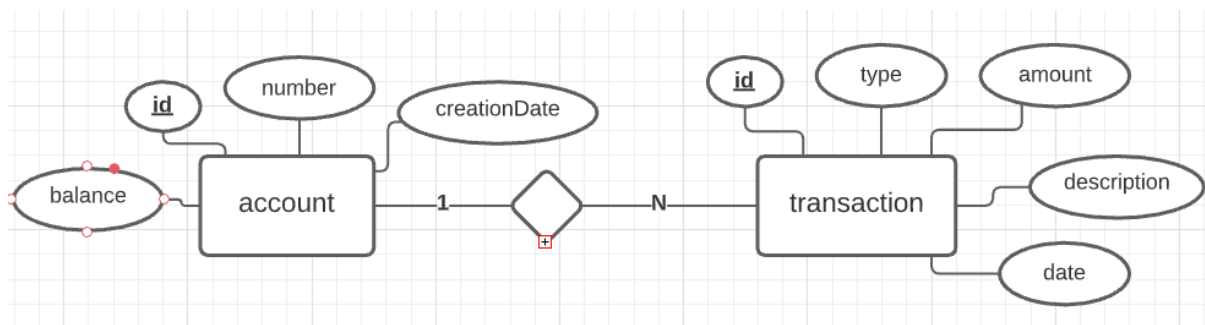 id
number
creationDate
balance
account
1
N
id
type
amount
transaction
description
date